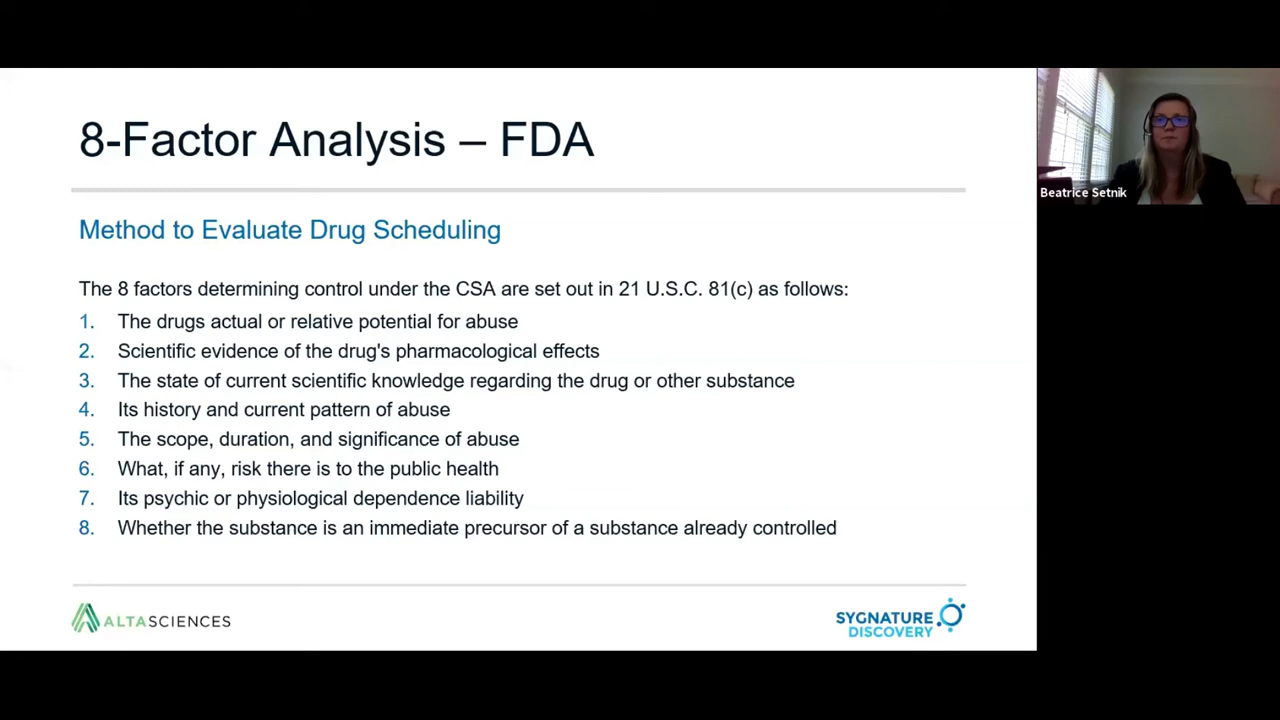 8-Factor Analysis – FDA
Method to Evaluate Drug Scheduling
The 8 factors determining control under the CSA are set out in 21 U.S.C. 81(c) as follows:
1. The drugs actual or relative potential for abuse
2. Scientific evidence of the drug's pharmacological effects
3. The state of current scientific knowledge regarding the drug or other substance
4. Its history and current pattern of abuse
5. The scope, duration, and significance of abuse
6. What, if any, risk there is to the public health
7. Its psychic or physiological dependence liability
8. Whether the substance is an immediate precursor of a substance already controlled
ALTASCIENCES
SYGNATURE
DISCOVERY
Beatrice Setnik